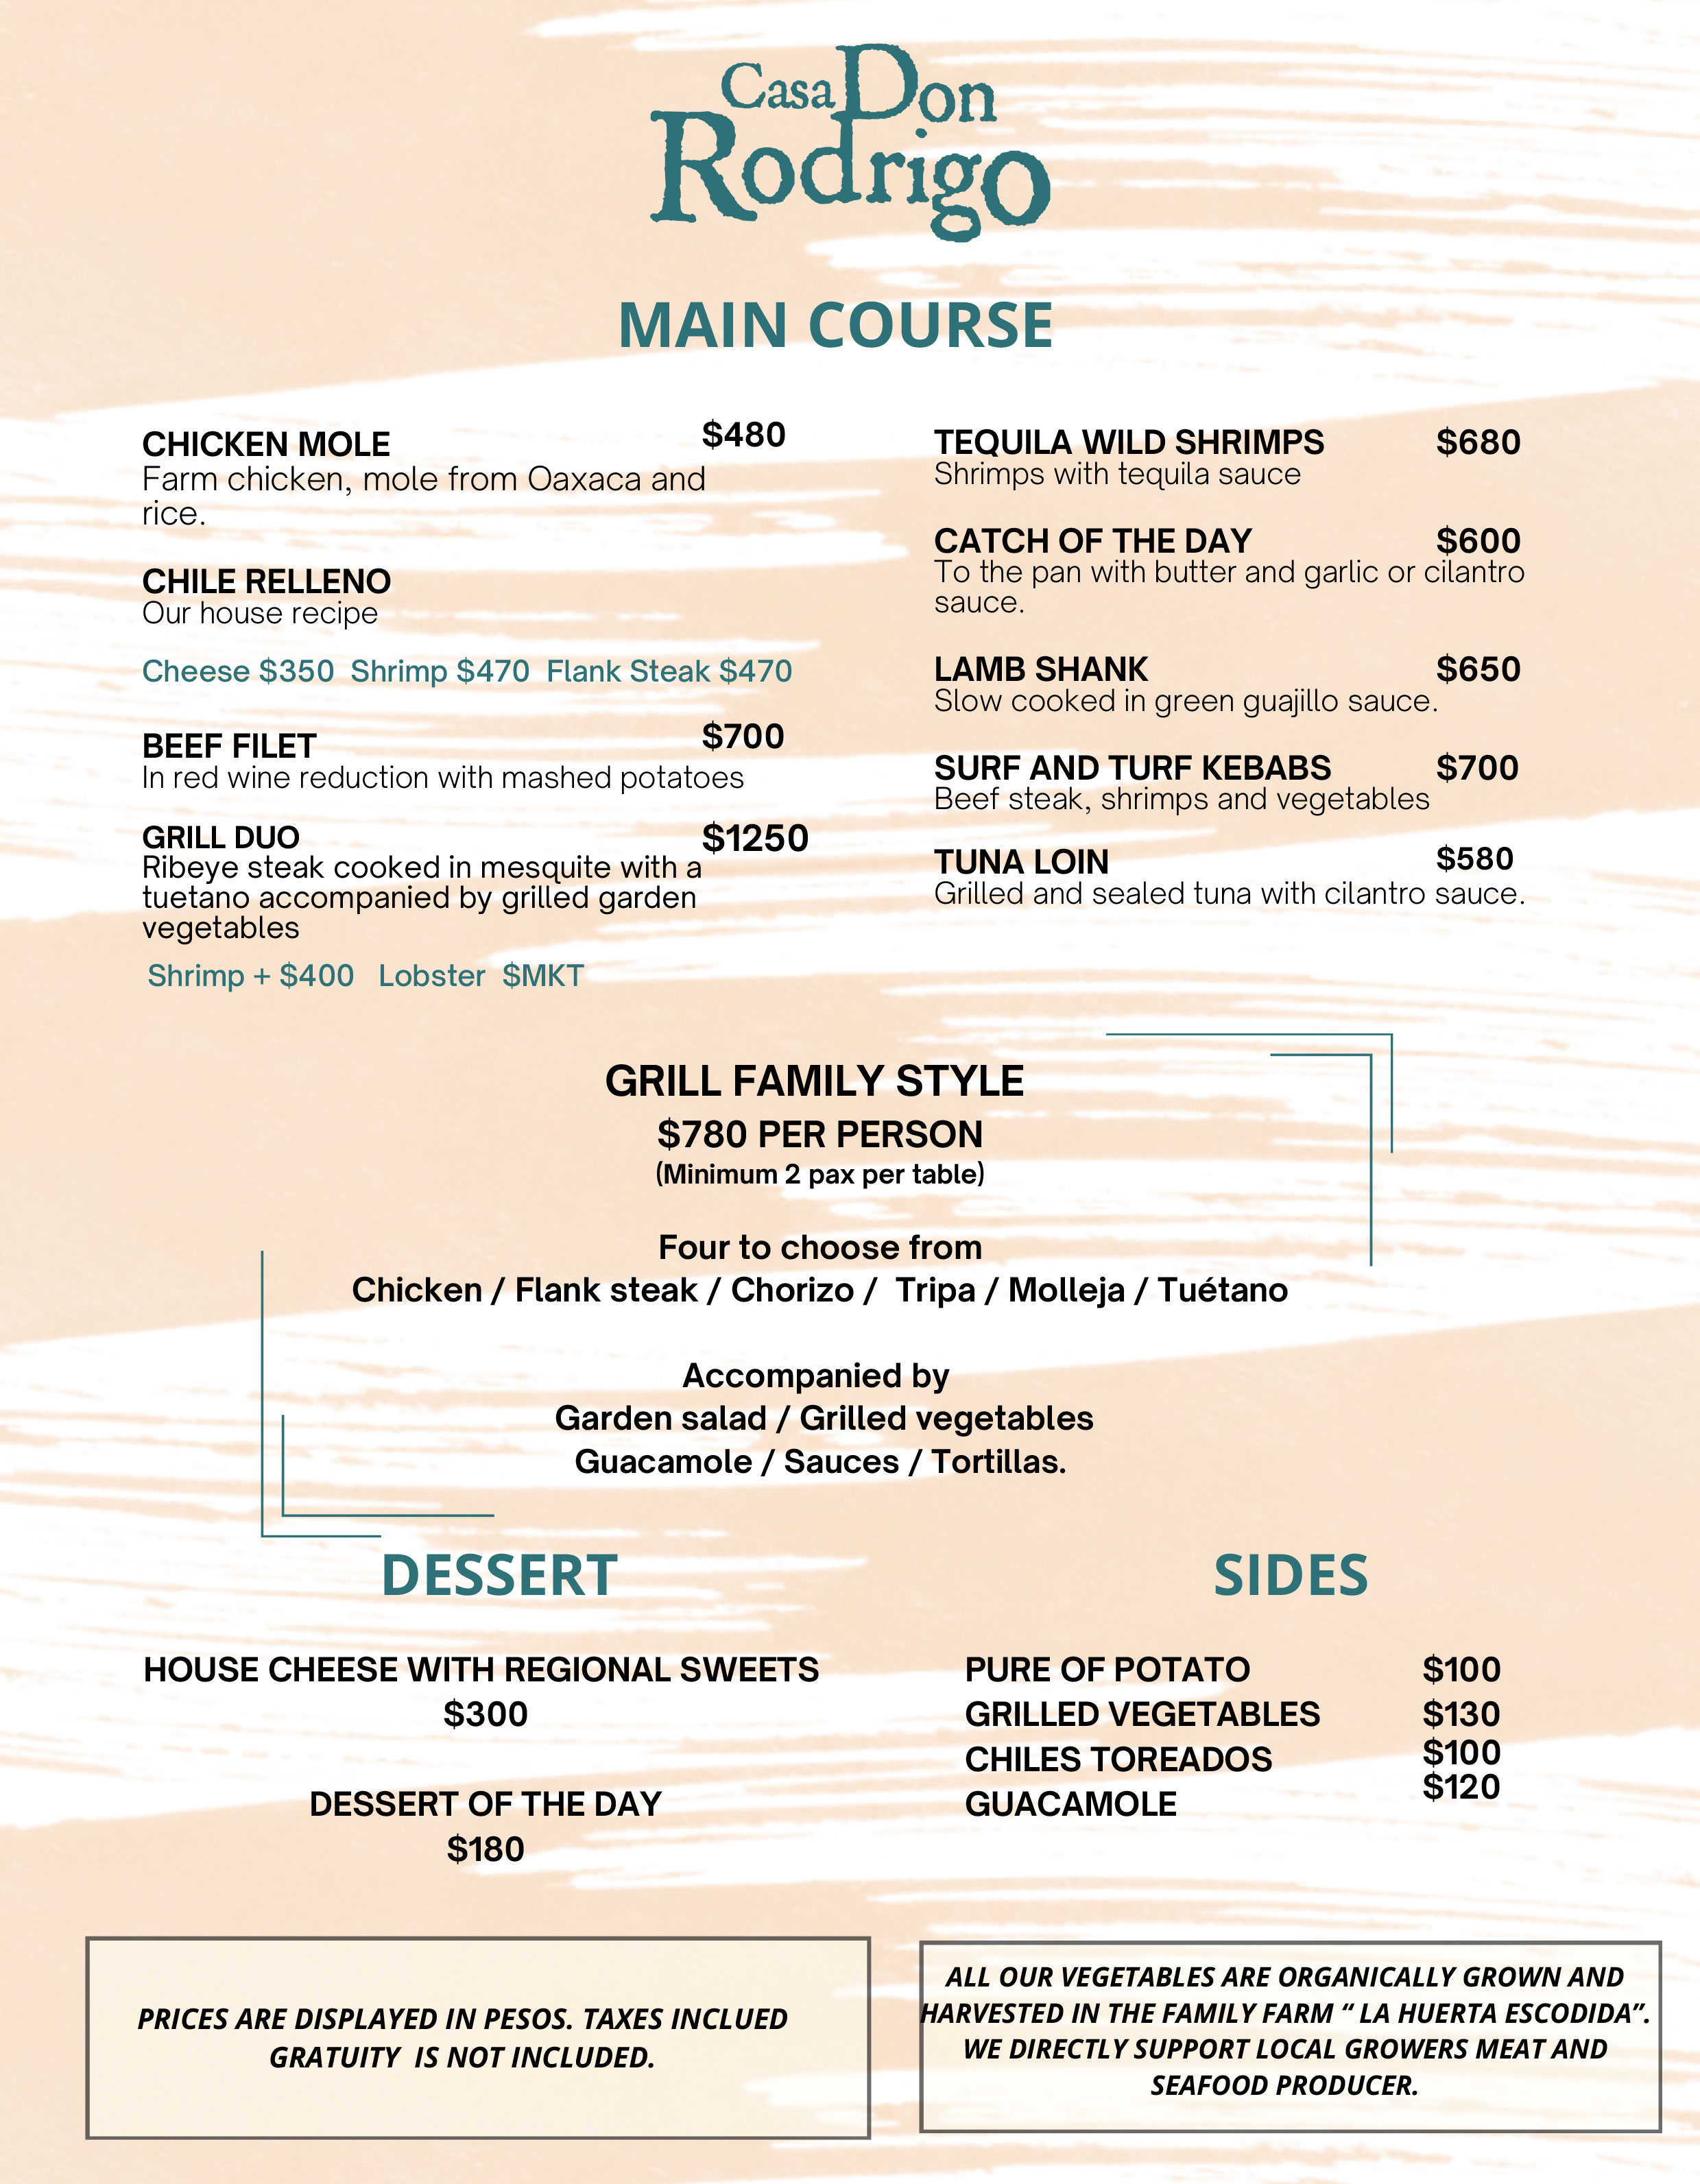 Casa Don
Rodrigo
MAIN COURSE
CHICKEN MOLE $480
Farm chicken, mole from Oaxaca and
rice.
CHILE RELLENO
Our house recipe
Cheese $350 Shrimp $470 Flank Steak $470
BEEF FILET $700
In red wine reduction with mashed potatoes
GRILL DUO $1250
Ribeye steak cooked in mesquite with a
tuetano accompanied by grilled garden
vegetables
Shrimp + $400 Lobster $MKT
TEQUILA WILD SHRIMPS $680
Shrimps with tequila sauce
CATCH OF THE DAY $600
To the pan with butter and garlic or cilantro
sauce.
LAMB SHANK $650
Slow cooked in green guajillo sauce.
SURF AND TURF KEBABS $700
Beef steak, shrimps and vegetables
TUNA LOIN $580
Grilled and sealed tuna with cilantro sauce.
GRILL FAMILY STYLE
$780 PER PERSON
(Minimum 2 pax per table)
Four to choose from
Chicken / Flank steak / Chorizo / Tripa / Molleja / Tuétano
Accompanied by
Garden salad / Grilled vegetables
Guacamole / Sauces / Tortillas.
DESSERT
HOUSE CHEESE WITH REGIONAL SWEETS
$300
DESSERT OF THE DAY
$180
SIDES
PURE OF POTATO $100
GRILLED VEGETABLES $130
CHILES TOREADOS $100
GUACAMOLE $120
PRICES ARE DISPLAYED IN PESOS. TAXES INCLUED
GRATUITY IS NOT INCLUDED.
ALL OUR VEGETABLES ARE ORGANICALLY GROWN AND
HARVESTED IN THE FAMILY FARM “ LA HUERTA ESCODIDA”.
WE DIRECTLY SUPPORT LOCAL GROWERS MEAT AND
SEAFOOD PRODUCER.